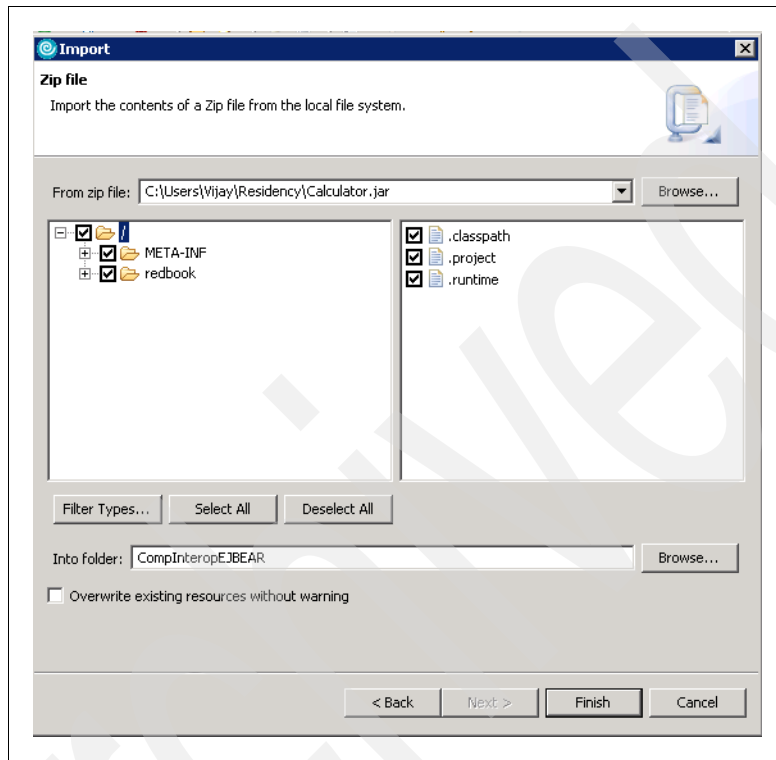 Import
Zip file
Import the contents of a Zip file from the local file system.
From zip file: C:\Users\Vijay\Residency\Calculator.jar Browse...
/
META-INF
redbook
.classpath
.project
.runtime
Filter Types... Select All Deselect All
Into folder: CompInteropEJBEAR Browse...
Overwrite existing resources without warning
< Back Next > Finish Cancel